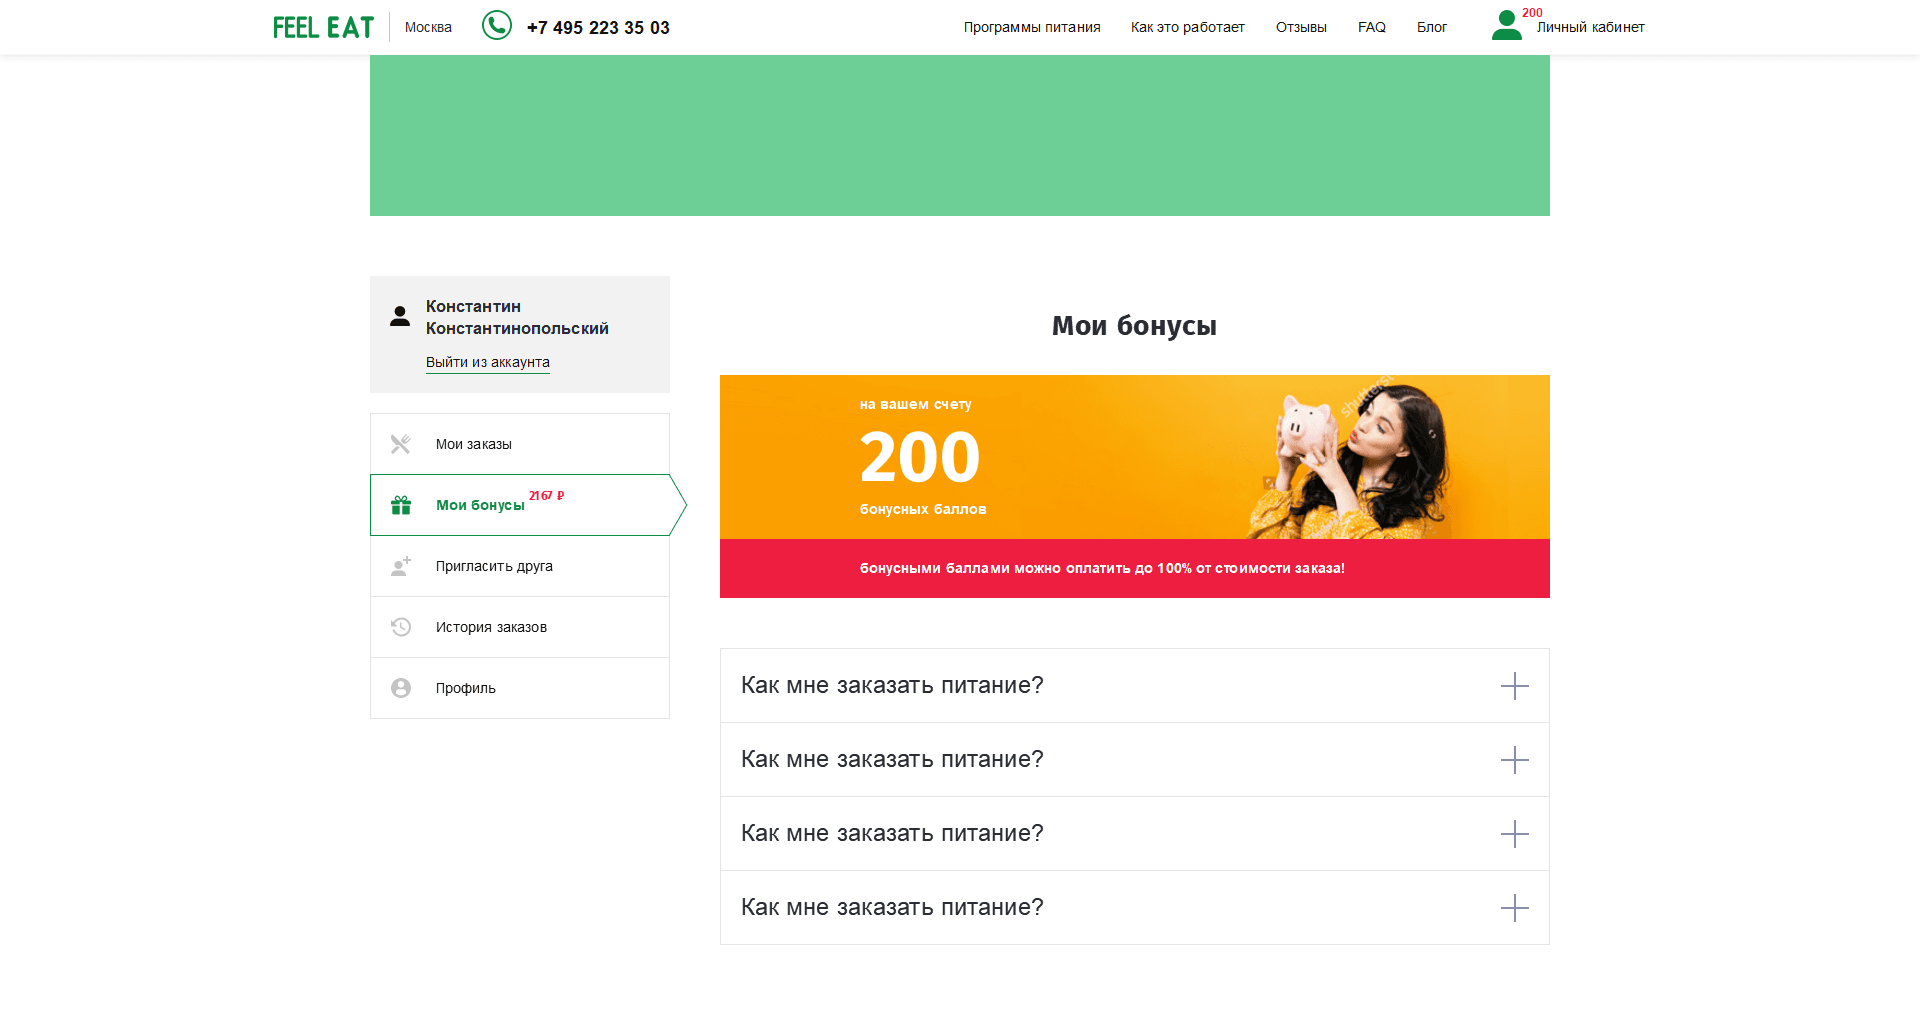 FEEL EAT
Москва
+7 495 223 35 03
Программы питания
Как это работает
Отзывы
FAQ
Блог
200
Личный кабинет
Константин
Константинопольский
Выйти из аккаунта
Мои заказы
Мои бонусы 2167 ₽
Пригласить друга
История заказов
Профиль
Мои бонусы
на вашем счету
200
бонусных баллов
бонусными баллами можно оплатить до 100% от стоимости заказа!
Как мне заказать питание?
Как мне заказать питание?
Как мне заказать питание?
Как мне заказать питание?